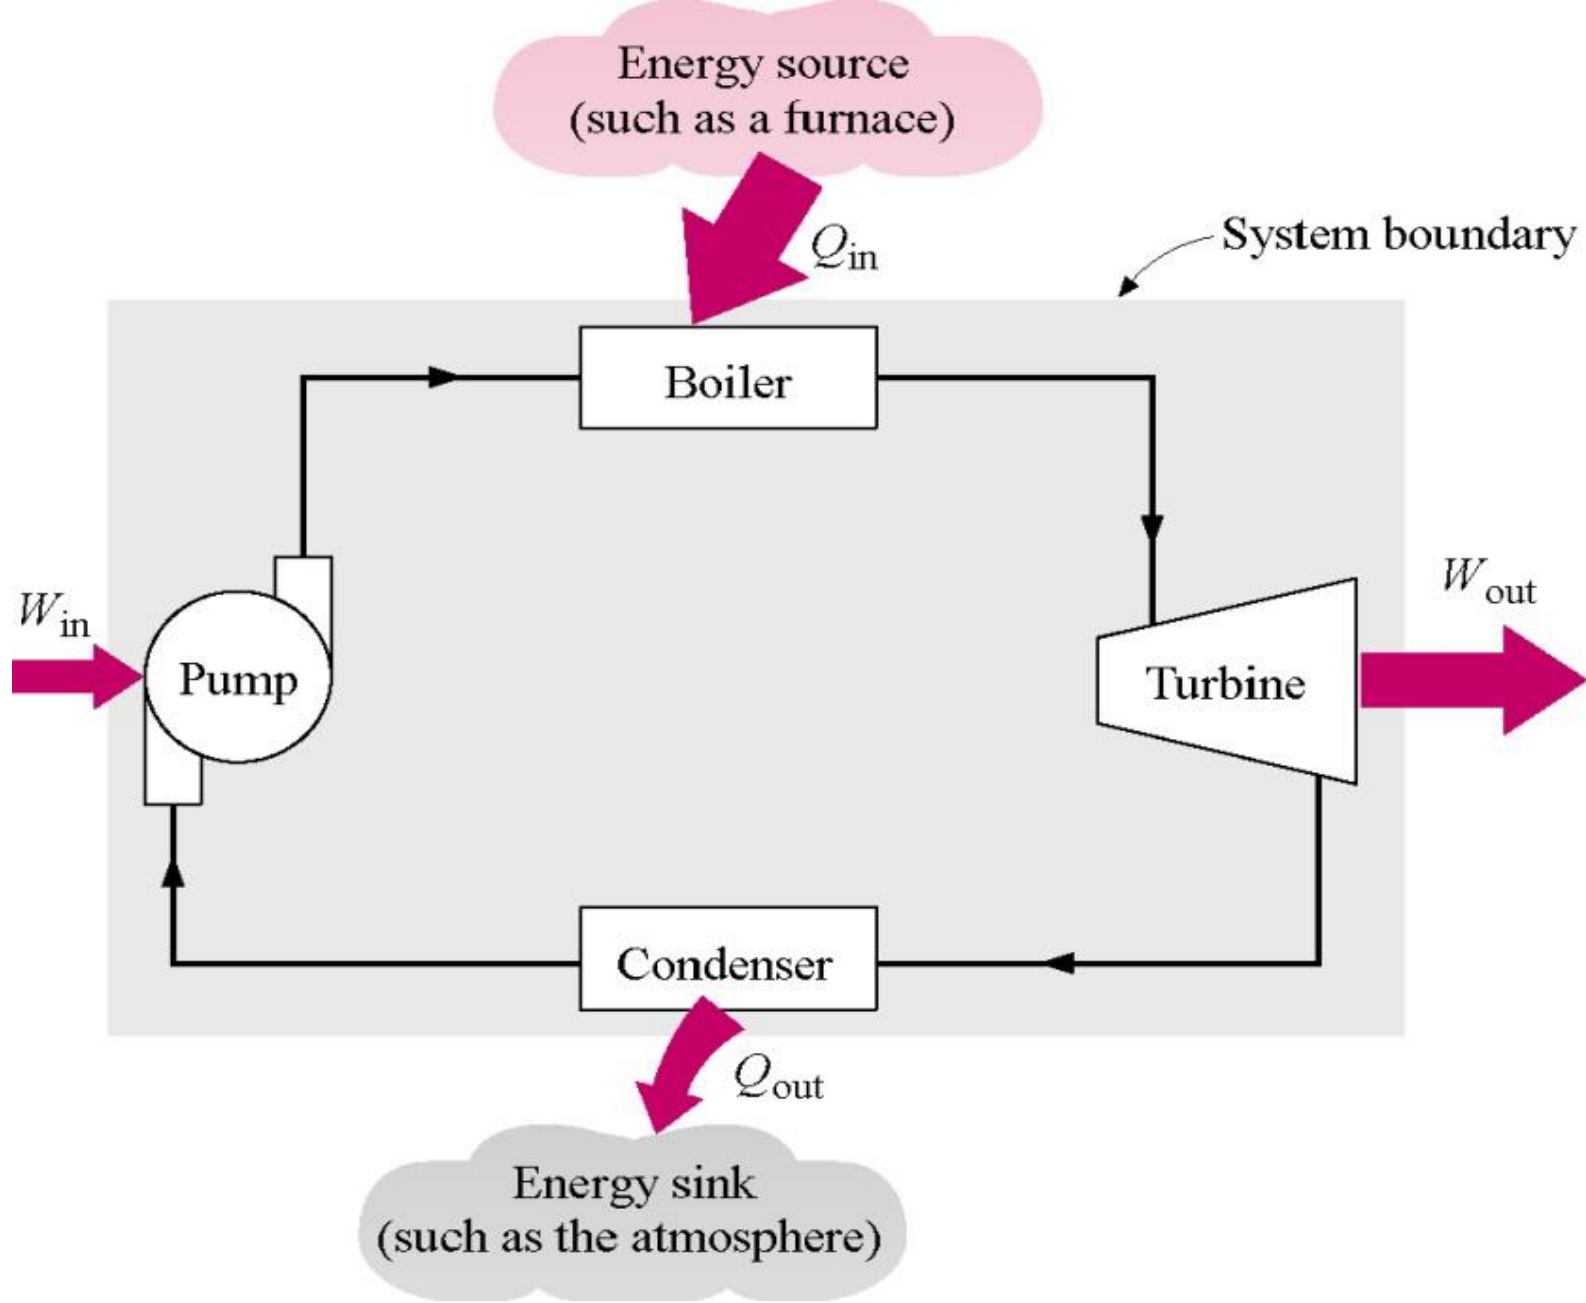 Energy source
(such as a furnace)
Qin
System boundary
Boiler
Win
Pump
Turbine
Wout
Condenser
Qout
Energy sink
(such as the atmosphere)